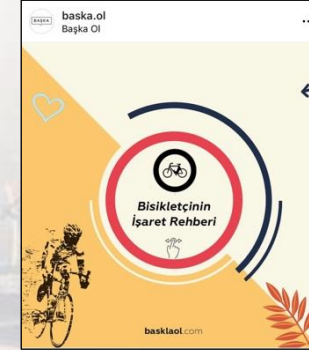 BAŞKA
baska.ol
Başka Ol
Bisikletçinin
İşaret Rehberi
basklaol.com